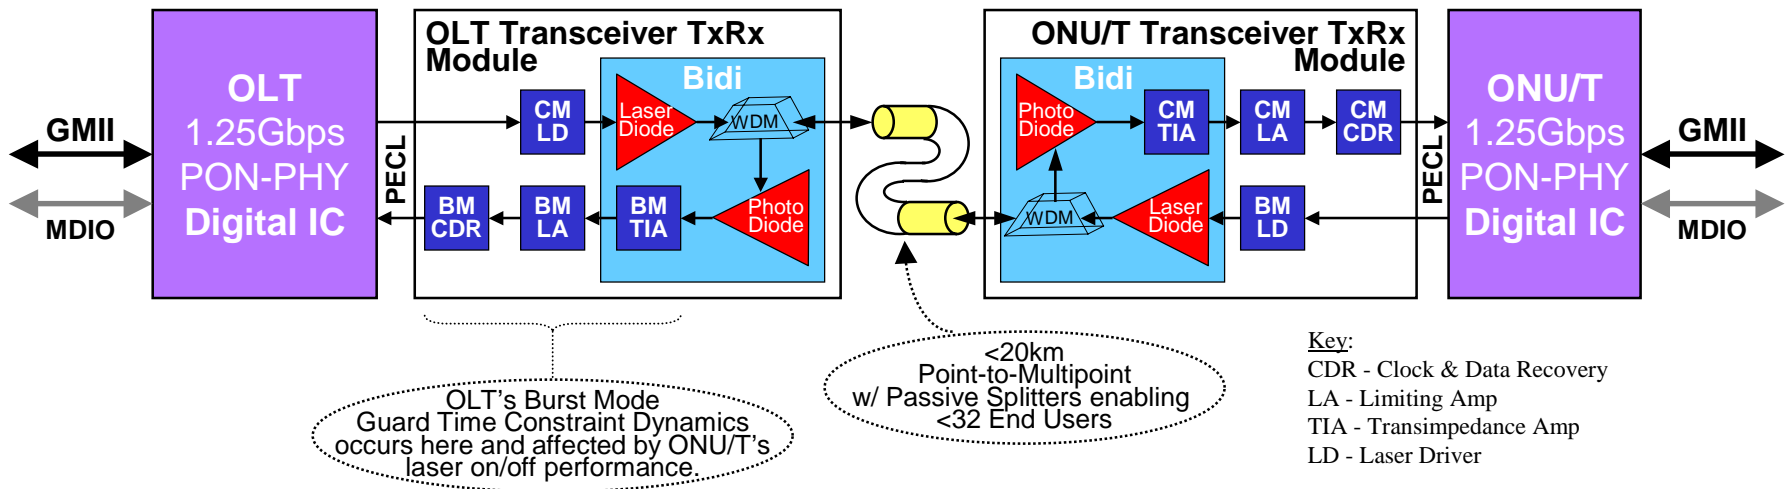 GMII
MDIO
OLT
1.25Gbps
PON-PHY
Digital IC
PECL
OLT Transceiver TxRx
Module
Bidi
CM
LD
Laser
Diode
WDM
BM
CDR
BM
LA
BM
TIA
Photo
Diode
ONU/T Transceiver TxRx
Module
Bidi
Photo
Diode
CM
TIA
CM
LA
CM
CDR
WDM
Laser
Diode
BM
LD
PECL
ONU/T
1.25Gbps
PON-PHY
Digital IC
GMII
MDIO
OLT's Burst Mode
Guard Time Constraint Dynamics
occurs here and affected by ONU/T's
laser on/off performance.
<20km
Point-to-Multipoint
w/ Passive Splitters enabling
<32 End Users
Key:
CDR - Clock & Data Recovery
LA - Limiting Amp
TIA - Transimpedance Amp
LD - Laser Driver